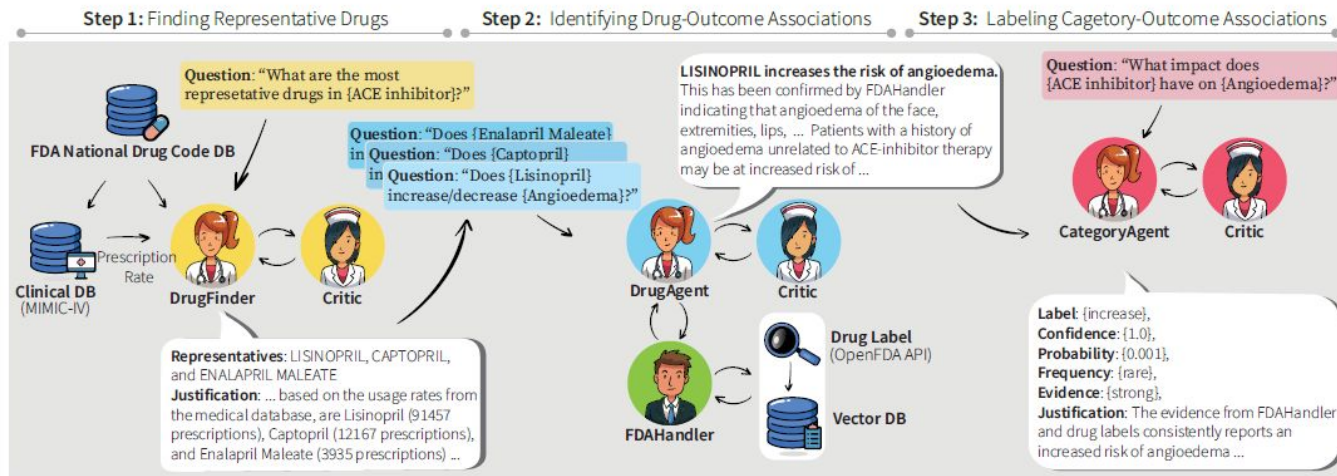 Step 1: Finding Representative Drugs
Question: “What are the most
represetative drugs in {ACE inhibitor}?”
FDA National Drug Code DB
Prescription
Rate
Clinical DB
(MIMIC-IV)
DrugFinder
Critic
Representatives: LISINOPRIL, CAPTOPRIL,
and ENALAPRIL MALEATE
Justification: ... based on the usage rates from
the medical database, are Lisinopril (91457
prescriptions), Captopril (12167 prescriptions),
and Enalapril Maleate (3935 prescriptions) ...
Step 2: Identifying Drug-Outcome Associations
Question: “Does {Enalapril Maleate}
in
Question: “Does {Captopril}
in
Question: “Does {Lisinopril}
increase/decrease {Angioedema}?”
LISINOPRIL increases the risk of angioedema.
This has been confirmed by FDAHandler
indicating that angioedema of the face,
extremities, lips, ... Patients with a history of
angioedema unrelated to ACE-inhibitor therapy
may be at increased risk of ...
DrugAgent
Critic
FDAHandler
Drug Label
(OpenFDA API)
Vector DB
Step 3: Labeling Cagetory-Outcome Associations
Question: “What impact does
{ACE inhibitor} have on {Angioedema}?”
CategoryAgent
Critic
Label: {increase},
Confidence: {1.0},
Probability: {0.001},
Frequency: {rare},
Evidence: {strong},
Justification: The evidence from FDAHandler
and drug labels consistently reports an
increased risk of angioedema ...